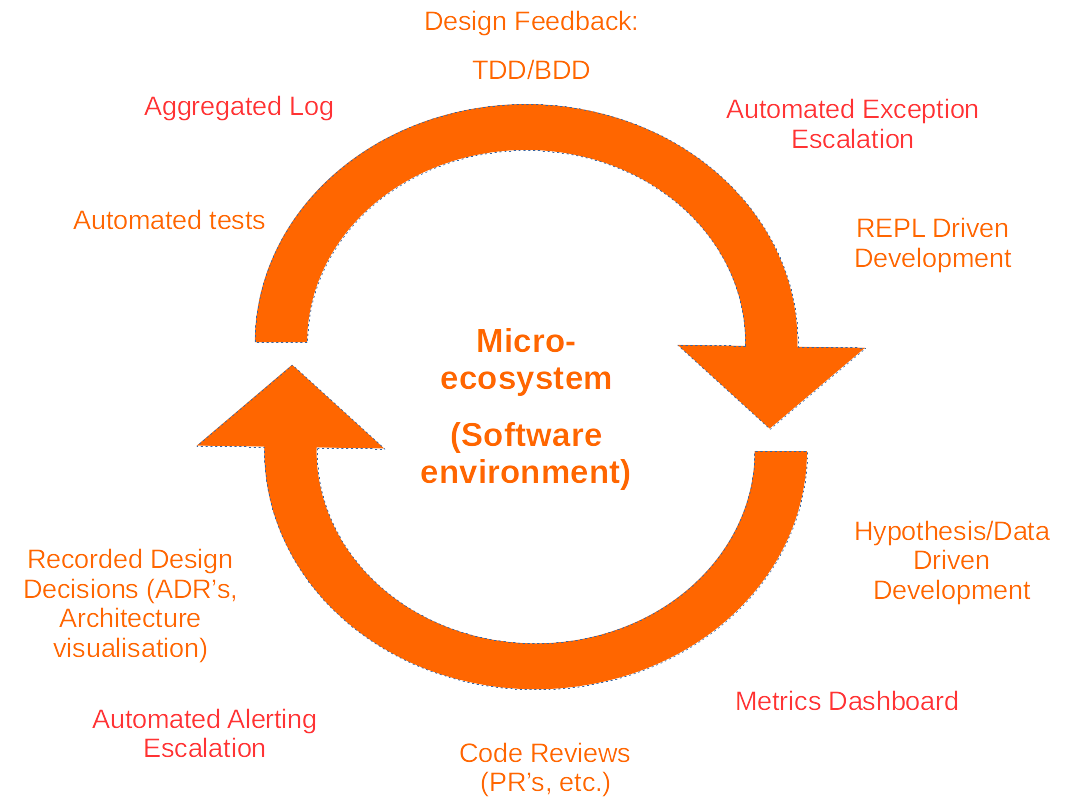 Design Feedback:
TDD/BDD
Aggregated Log
Automated Exception
Escalation
Automated tests
REPL Driven
Development
Micro-
ecosystem
(Software
environment)
Hypothesis/Data
Driven
Development
Recorded Design
Decisions (ADR’s,
Architecture
visualisation)
Metrics Dashboard
Automated Alerting
Escalation
Code Reviews
(PR’s, etc.)